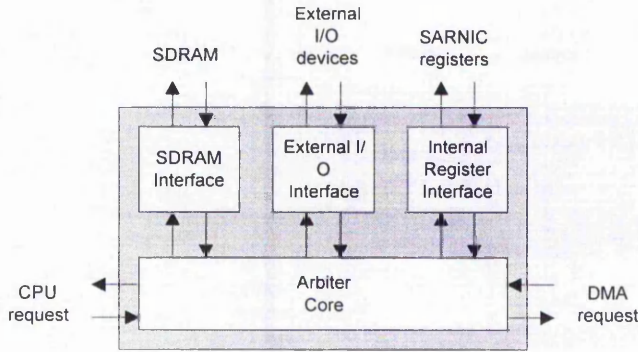 External
I/O
devices
SDRAM
SARNIC
registers
SDRAM
Interface
External I/
O
Interface
Internal
Register
Interface
Arbiter
Core
CPU
request
DMA
request